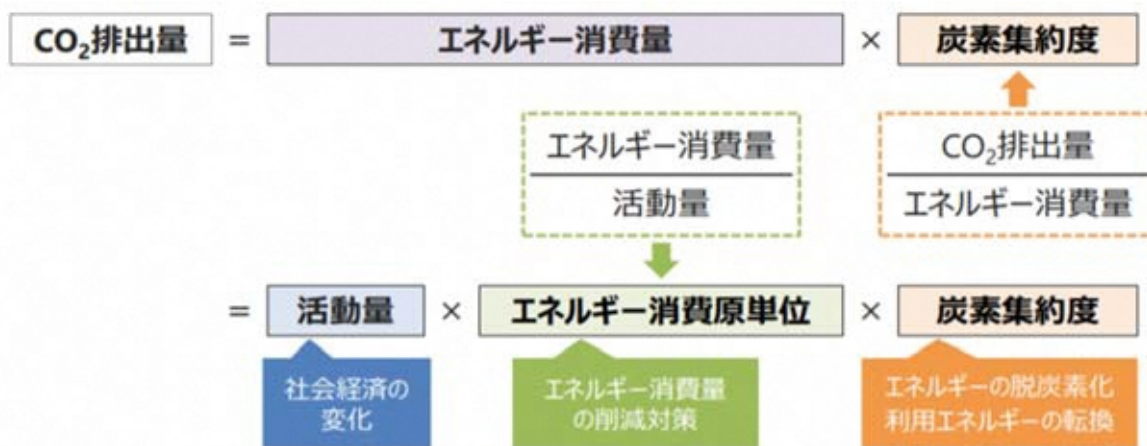 CO₂排出量 = エネルギー消費量 × 炭素集約度
エネルギー消費量
活動量
CO₂排出量
エネルギー消費量
= 活動量 × エネルギー消費原単位 × 炭素集約度
社会経済の
変化
エネルギー消費量
の削減対策
エネルギーの脱炭素化
利用エネルギーの転換